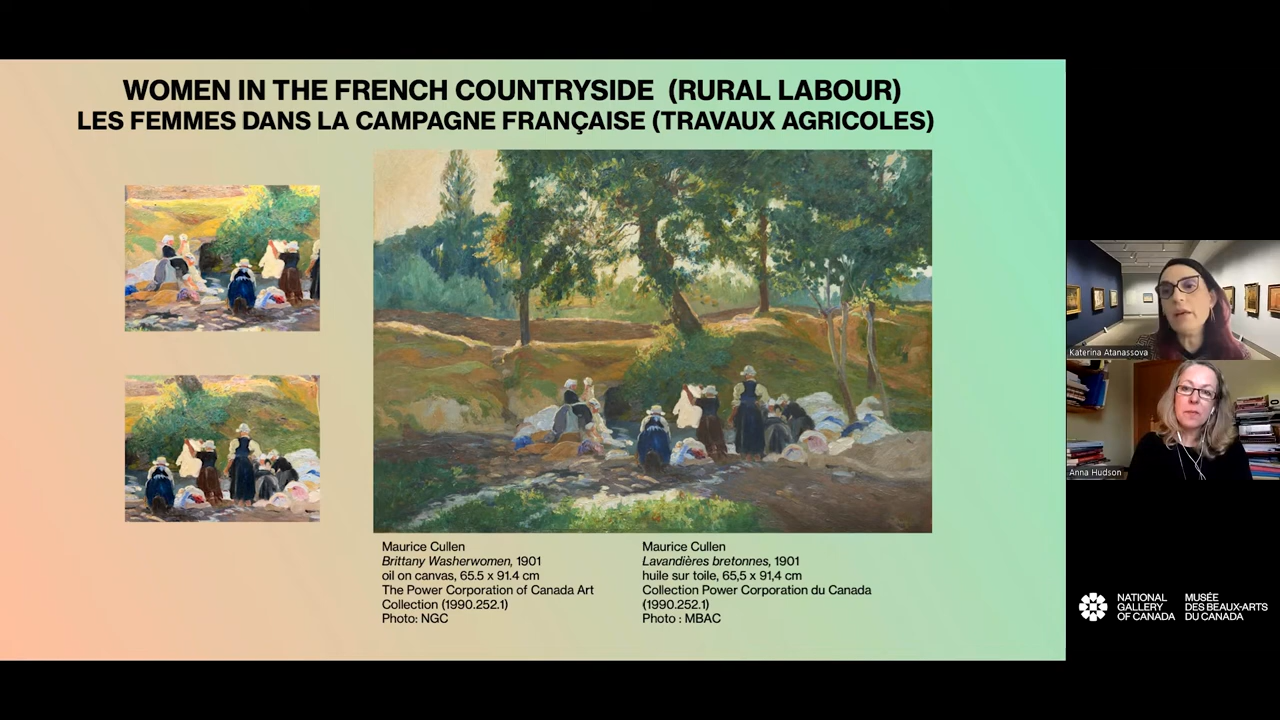 WOMEN IN THE FRENCH COUNTRYSIDE (RURAL LABOUR)
LES FEMMES DANS LA CAMPAGNE FRANÇAISE (TRAVAUX AGRICOLES)
Maurice Cullen
Brittany Washerwomen, 1901
oil on canvas, 65.5 x 91.4 cm
The Power Corporation of Canada Art
Collection (1990.252.1)
Photo: NGC
Maurice Cullen
Lavandières bretonnes, 1901
huile sur toile, 65,5 x 91,4 cm
Collection Power Corporation du Canada
(1990.252.1)
Photo : MBAC
Katerina Atanassova
Anna Hudson
NATIONAL
GALLERY
OF CANADA
MUSÉE
DES BEAUX-ARTS
DU CANADA